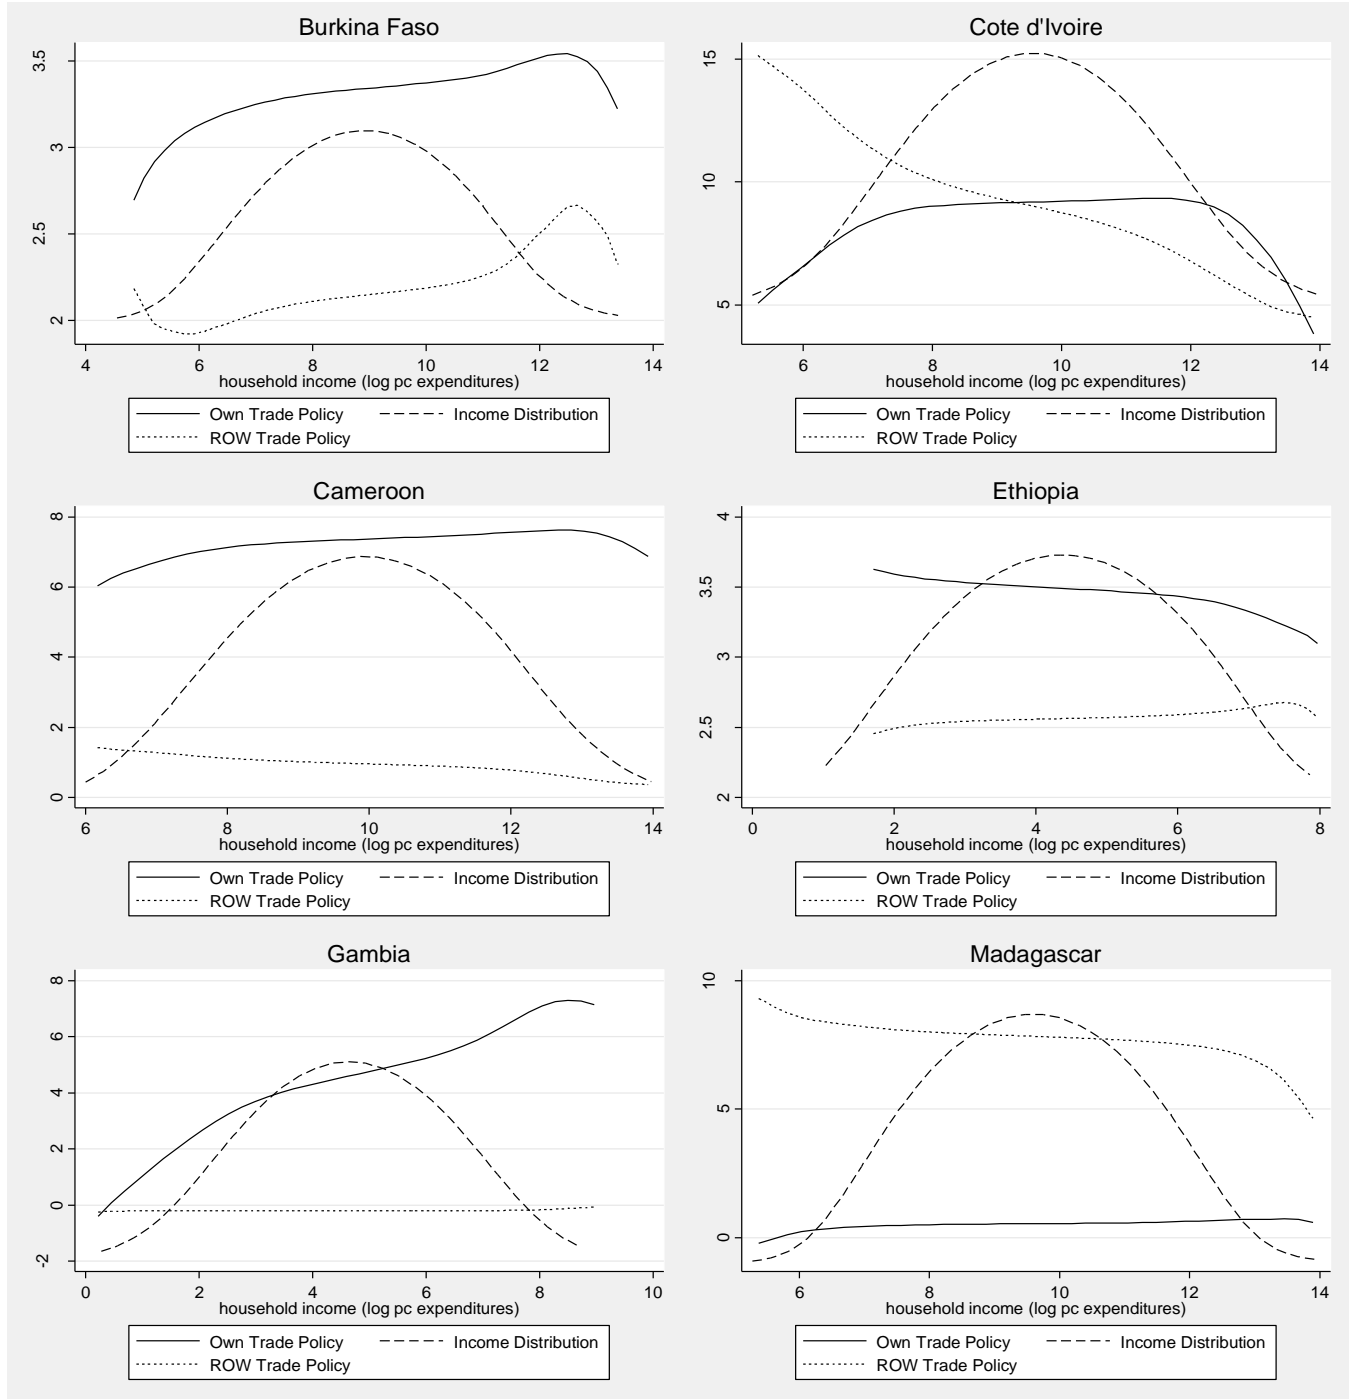 Burkina Faso
3.5
3
2.5
2
4 6 8 10 12 14
household income (log pc expenditures)
Own Trade Policy Income Distribution
ROW Trade Policy
Cote d'Ivoire
15
10
5
6 8 10 12 14
household income (log pc expenditures)
Own Trade Policy Income Distribution
ROW Trade Policy
Cameroon
8
6
4
2
0
6 8 10 12 14
household income (log pc expenditures)
Own Trade Policy Income Distribution
ROW Trade Policy
Ethiopia
4
3.5
3
2.5
2
0 2 4 6 8
household income (log pc expenditures)
Own Trade Policy Income Distribution
ROW Trade Policy
Gambia
8
6
4
2
0
-2
0 2 4 6 8 10
household income (log pc expenditures)
Own Trade Policy Income Distribution
ROW Trade Policy
Madagascar
10
5
0
6 8 10 12 14
household income (log pc expenditures)
Own Trade Policy Income Distribution
ROW Trade Policy